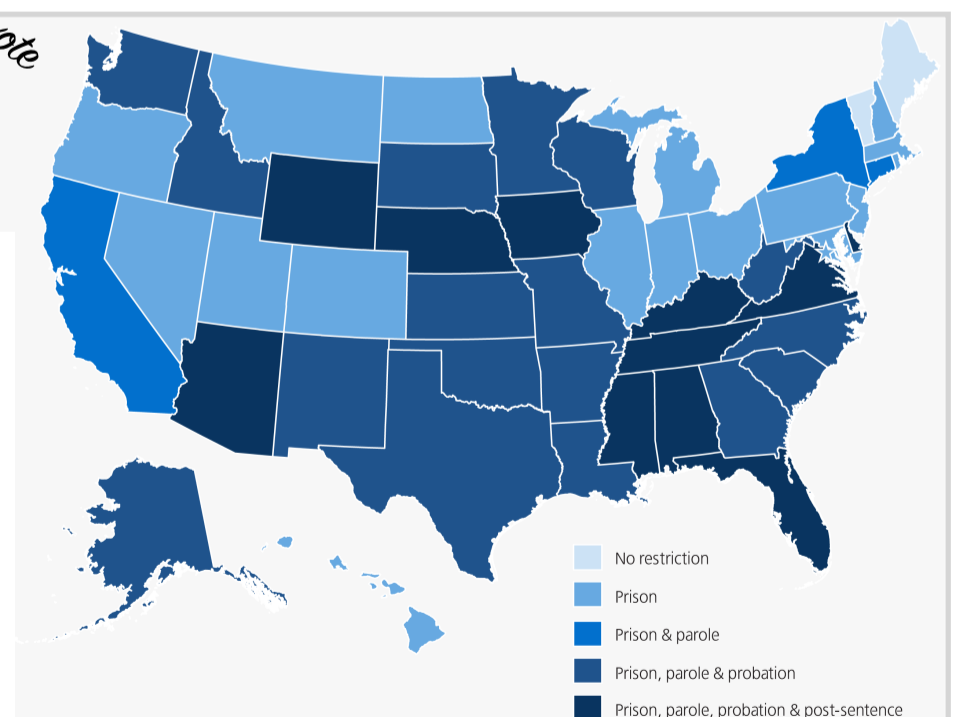 No restriction
Prison
Prison & parole
Prison, parole & probation
Prison, parole, probation & post-sentence